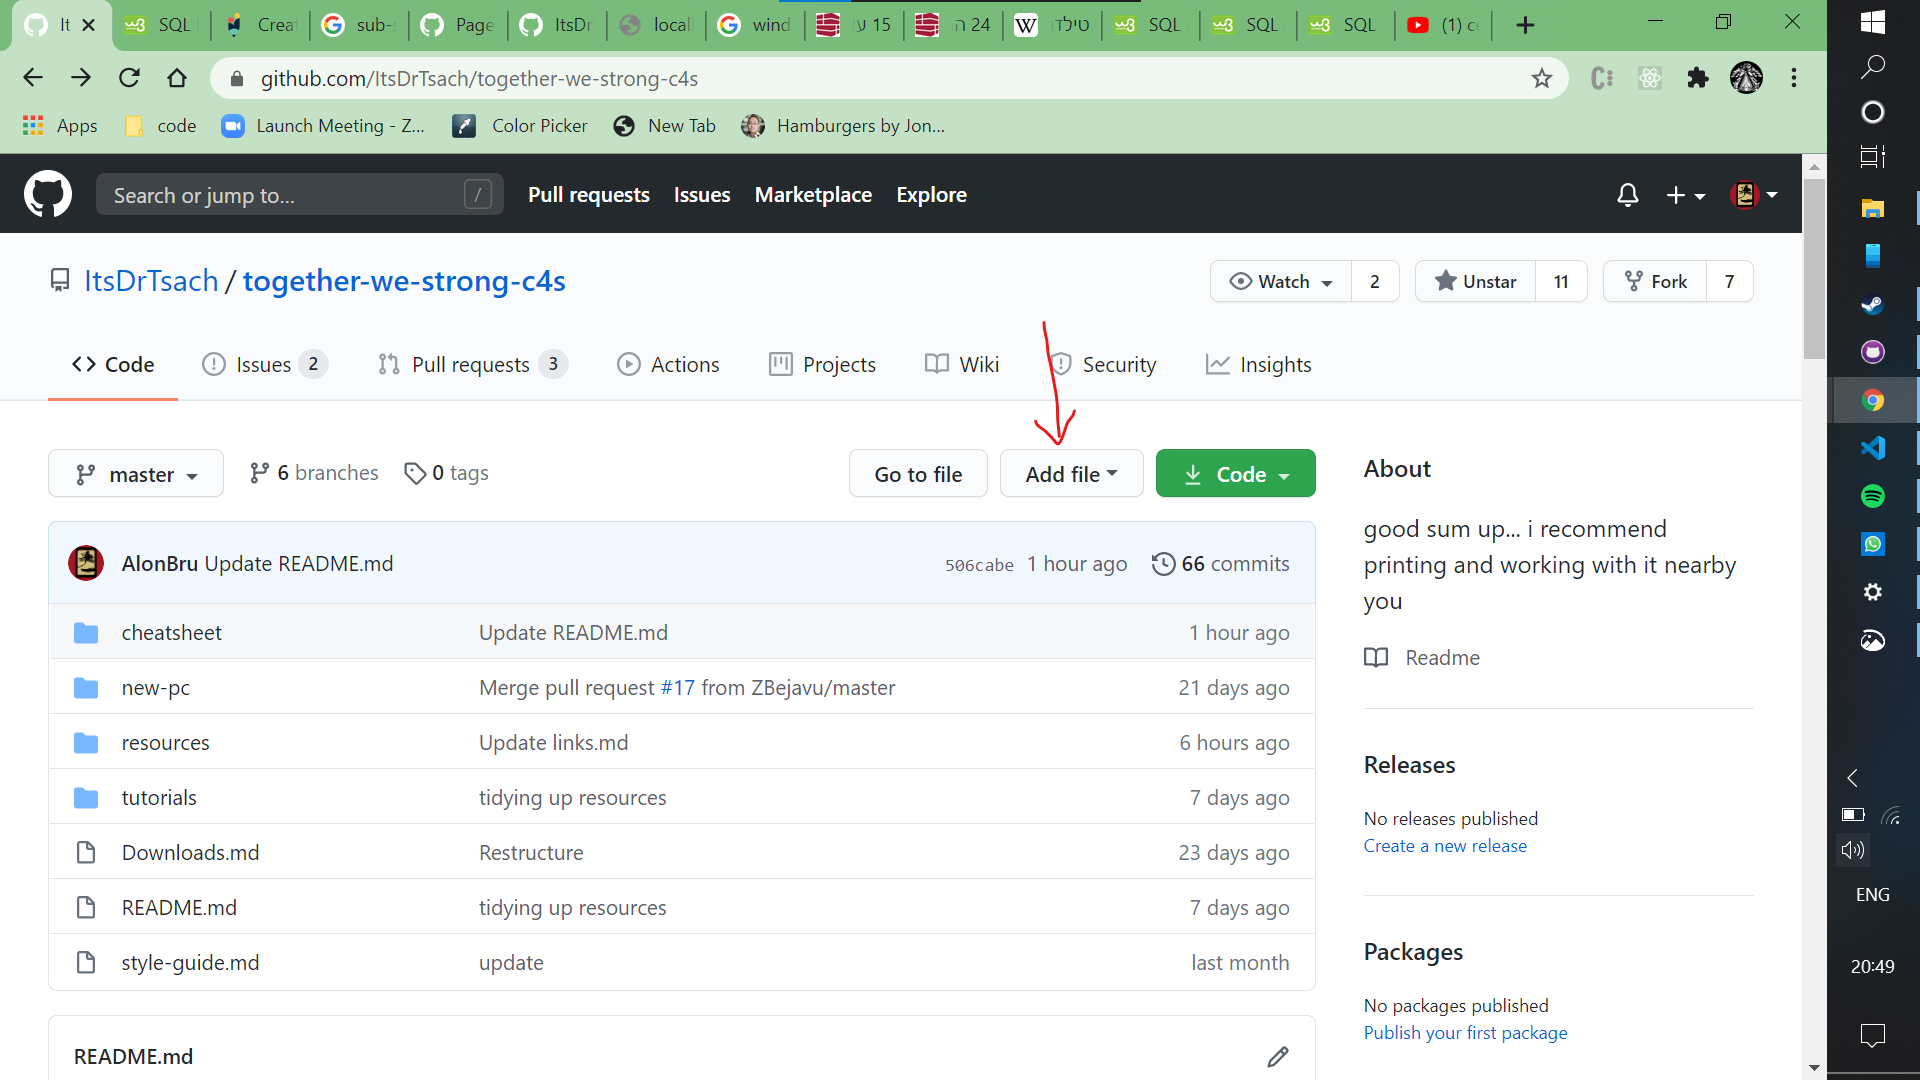 It
SQL
Creat
sub-s
Page
ItsDr
locali
wind
15 ע
24 ה
טילדו
SQL
SQL
SQL
(1) c
github.com/ItsDrTsach/together-we-strong-c4s
Apps
code
Launch Meeting - Z...
Color Picker
New Tab
Hamburgers by Jon...
Search or jump to... /
Pull requests
Issues
Marketplace
Explore
ItsDrTsach / together-we-strong-c4s
Watch 2
Unstar 11
Fork 7
Code
Issues 2
Pull requests 3
Actions
Projects
Wiki
Security
Insights
master
6 branches
0 tags
Go to file
Add file
Code
AlonBru Update README.md 506cabe 1 hour ago 66 commits
cheatsheet Update README.md 1 hour ago
new-pc Merge pull request #17 from ZBejavu/master 21 days ago
resources Update links.md 6 hours ago
tutorials tidying up resources 7 days ago
Downloads.md Restructure 23 days ago
README.md tidying up resources 7 days ago
style-guide.md update last month
README.md
About
good sum up... i recommend
printing and working with it nearby
you
Readme
Releases
No releases published
Create a new release
Packages
No packages published
Publish your first package
ENG
20:49